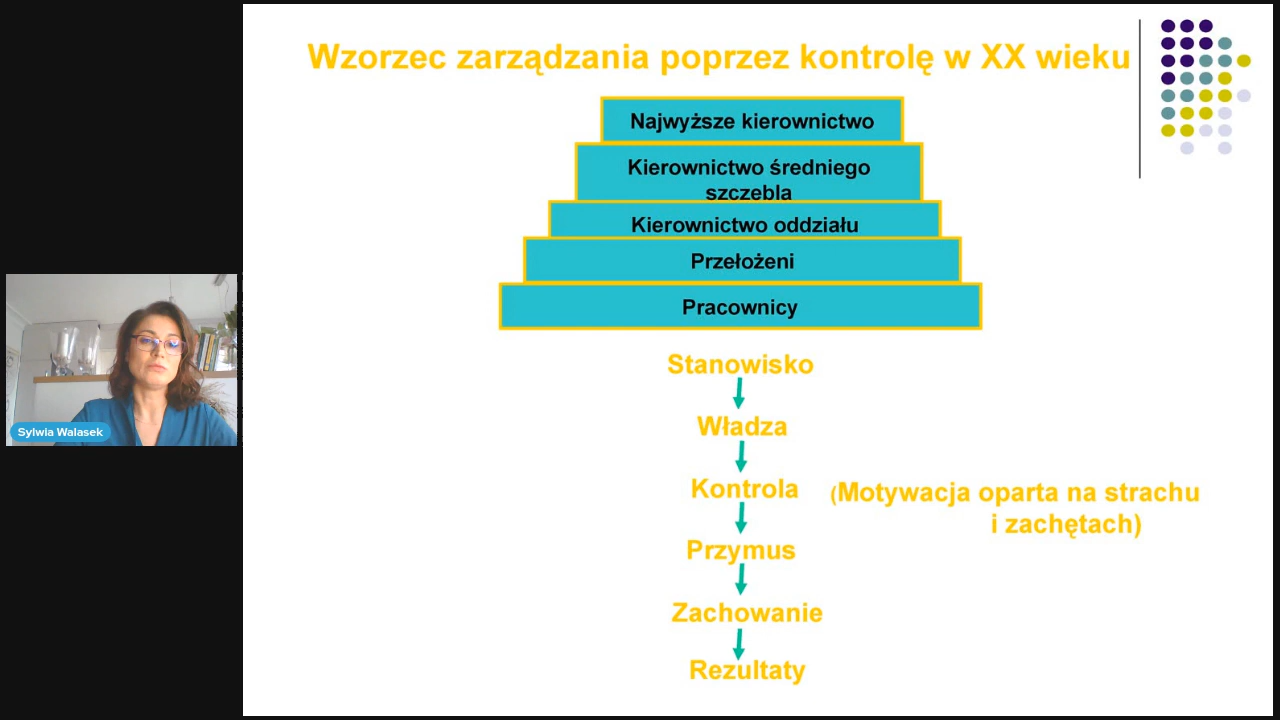 Wzorzec zarządzania poprzez kontrolę w XX wieku
Najwyższe kierownictwo
Kierownictwo średniego
szczebla
Kierownictwo oddziału
Przełożeni
Pracownicy
Stanowisko
Władza
Kontrola
(Motywacja oparta na strachu
i zachętach)
Przymus
Zachowanie
Rezultaty
Sylwia Walasek